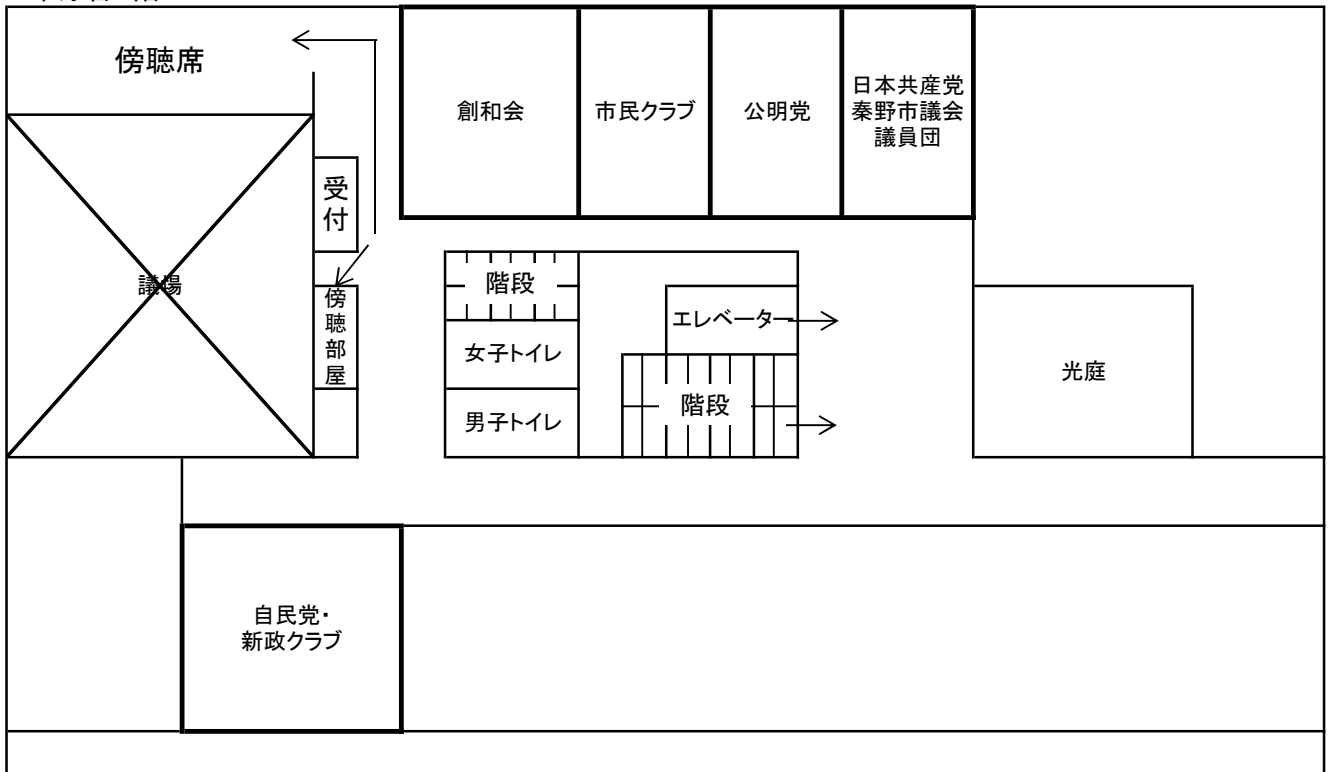 傍聴席
創和会
市民クラブ
公明党
日本共産党
秦野市議会
議員団
受付
議場
傍聴部屋
階段
女子トイレ
男子トイレ
エレベーター
階段
光庭
自民党・
新政クラブ